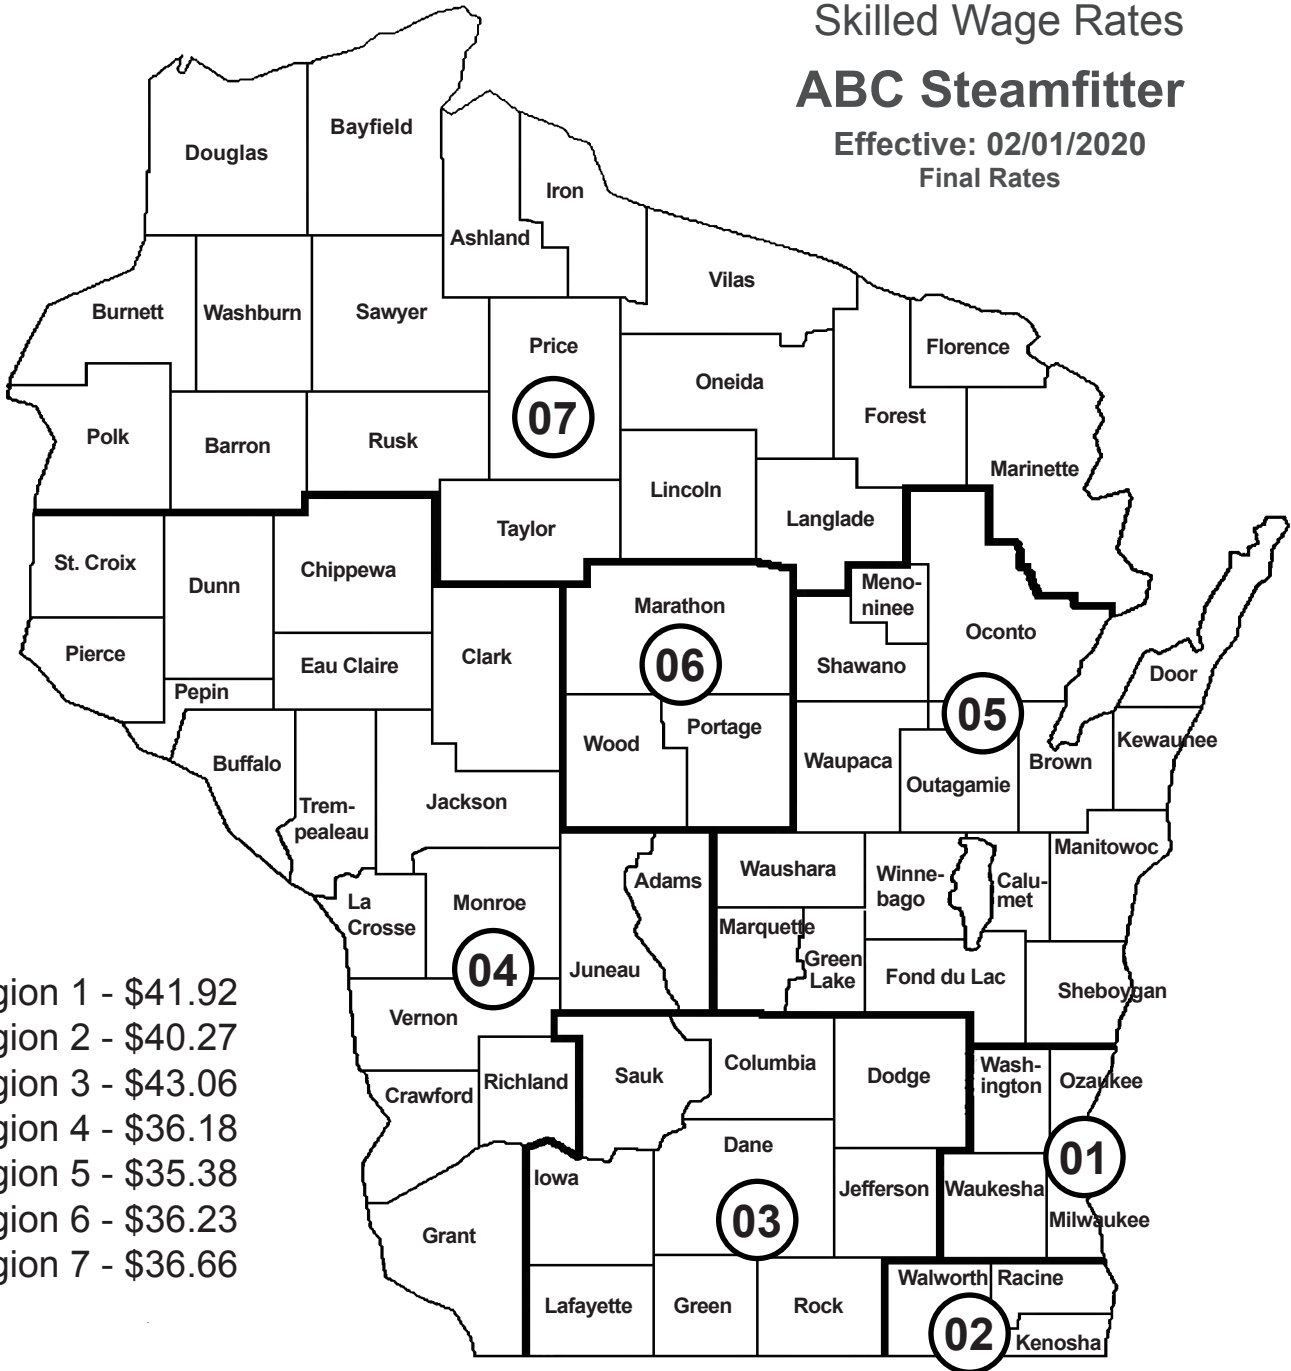 Skilled Wage Rates
ABC Steamfitter
Effective: 02/01/2020
Final Rates
Douglas
Bayfield
Iron
Ashland
Vilas
Burnett
Washburn
Sawyer
Price
Florence
Oneida
07
Forest
Polk
Barron
Rusk
Marinette
Lincoln
Langlade
Taylor
St. Croix
Dunn
Chippewa
Meno-
ninee
Marathon
Oconto
Pierce
Eau Claire
Clark
06
Shawano
Door
Pepin
05
Portage
Wood
Kewaunee
Buffalo
Waupaca
Brown
Outagamie
Trem-
pealeau
Jackson
Manitowoc
Waushara
Winne-
bago
Calu-
met
Adams
La
Crosse
Monroe
Marquette
Green
Lake
04
Juneau
Fond du Lac
Sheboygan
Vernon
gion 1 - $41.92
gion 2 - $40.27
gion 3 - $43.06
gion 4 - $36.18
gion 5 - $35.38
gion 6 - $36.23
gion 7 - $36.66
Richland
Sauk
Columbia
Dodge
Wash-
ington
Ozaukee
Crawford
Dane
01
Iowa
Jefferson
Waukesha
Grant
03
Milwaukee
Lafayette
Green
Rock
Walworth
Racine
02
Kenosha